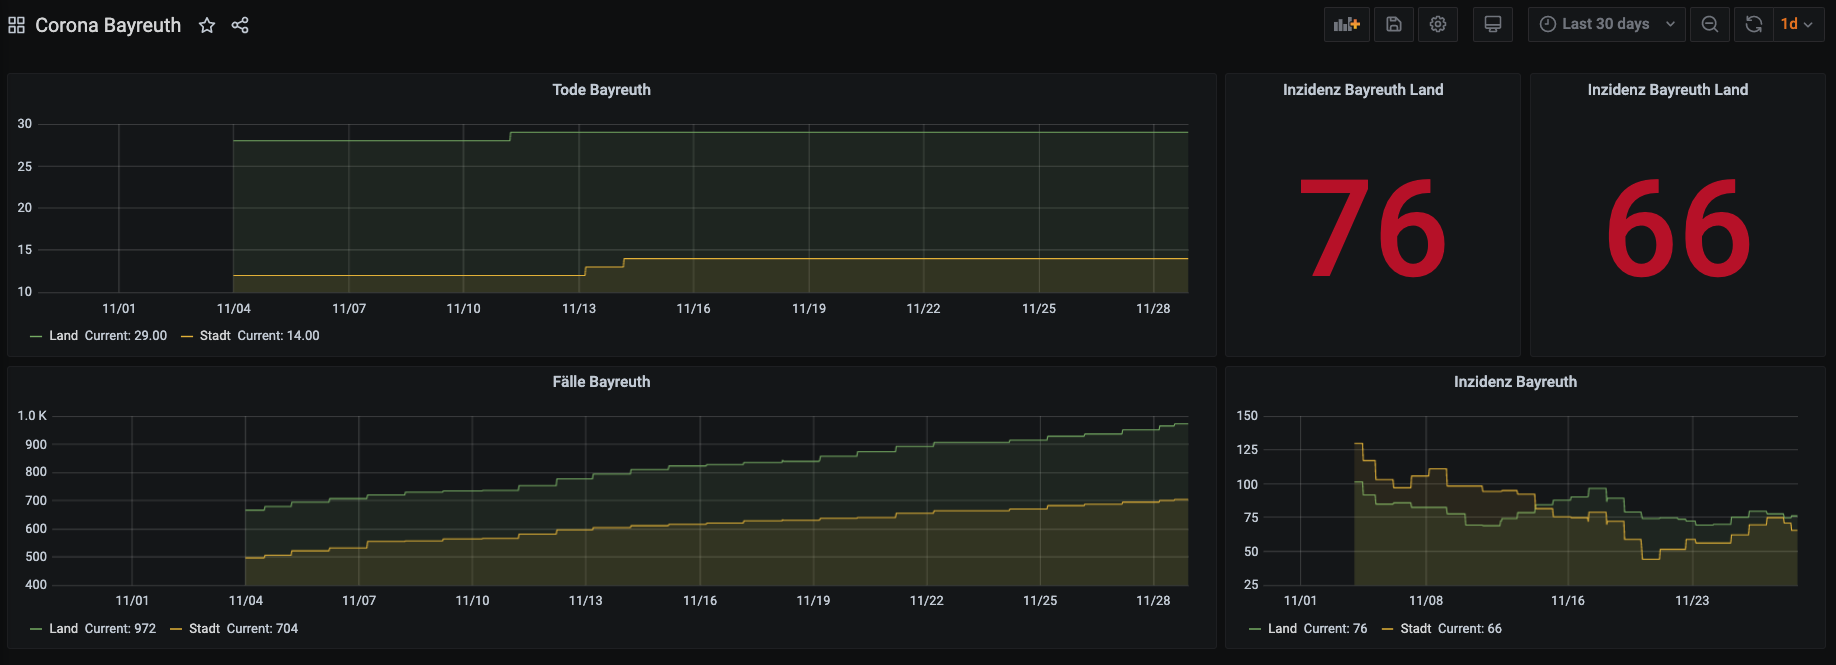 Corona Bayreuth
Last 30 days
1d
Tode Bayreuth
30
25
20
15
10
11/01 11/04 11/07 11/10 11/13 11/16 11/19 11/22 11/25 11/28
Land Current: 29.00 Stadt Current: 14.00
Inzidenz Bayreuth Land
76
Inzidenz Bayreuth Land
66
Fälle Bayreuth
1.0 K
900
800
700
600
500
400
11/01 11/04 11/07 11/10 11/13 11/16 11/19 11/22 11/25 11/28
Land Current: 972 Stadt Current: 704
Inzidenz Bayreuth
150
125
100
75
50
25
11/01 11/08 11/16 11/23
Land Current: 76 Stadt Current: 66